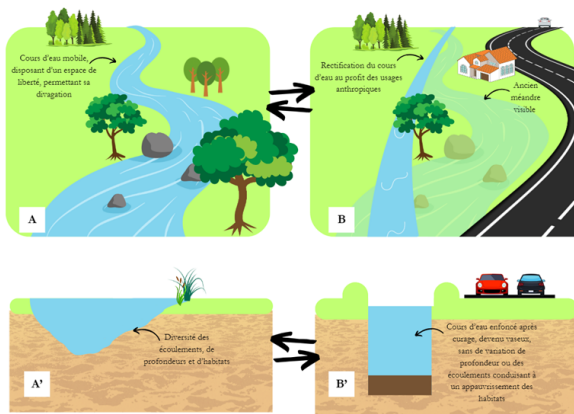 Cours d'eau mobile,
disposant d'un espace de
liberté, permettant sa
divagation
A
Rectification du cours
d'eau au profit des usages
anthropiques
Ancien
méandre
visible
B
Diversité des
écoulements, de
profondeurs et d'habitats
A'
Cours d'eau enfoncé après
curage, devenu vaseux,
sans de variation de
profondeur ou des
écoulements conduisant à
un appauvrissement des
habitats
B'